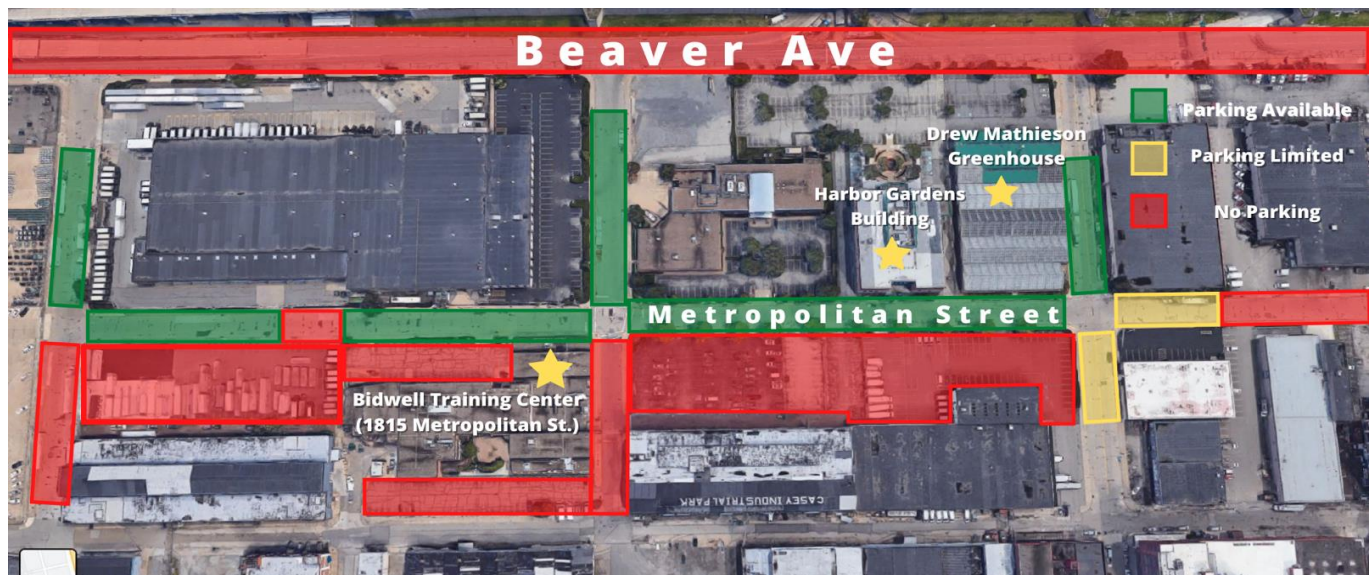 Beaver Ave
Parking Available
Drew Mathieson
Greenhouse
Parking Limited
Harbor Gardens
Building
No Parking
Metropolitan Street
Bidwell Training Center
(1815 Metropolitan St.)
CASEY INDUSTRIAL PARK